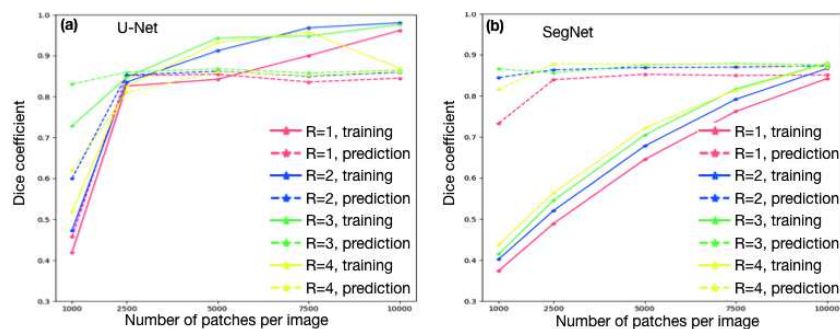 (a)
U-Net
1.0
0.9
0.8
0.7
0.6
0.5
0.4
0.3
Dice coefficient
R=1, training
R=1, prediction
R=2, training
R=2, prediction
R=3, training
R=3, prediction
R=4, training
R=4, prediction
1000 2500 5000 7500 10000
Number of patches per image
(b)
SegNet
1.0
0.9
0.8
0.7
0.6
0.5
0.4
0.3
Dice coefficient
R=1, training
R=1, prediction
R=2, training
R=2, prediction
R=3, training
R=3, prediction
R=4, training
R=4, prediction
1000 2500 5000 7500 10000
Number of patches per image